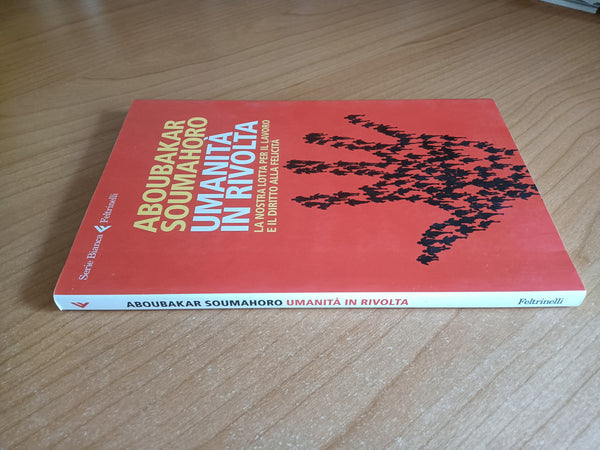 ABOUBAKAR
SOUMAHORO
UMANITÀ
IN RIVOLTA
LA NOSTRA LOTTA PER IL LAVORO
E IL DIRITTO ALLA FELICITÀ
Serie Bianca Feltrinelli
ABOUBAKAR SOUMAHORO UMANITÀ IN RIVOLTA Feltrinelli